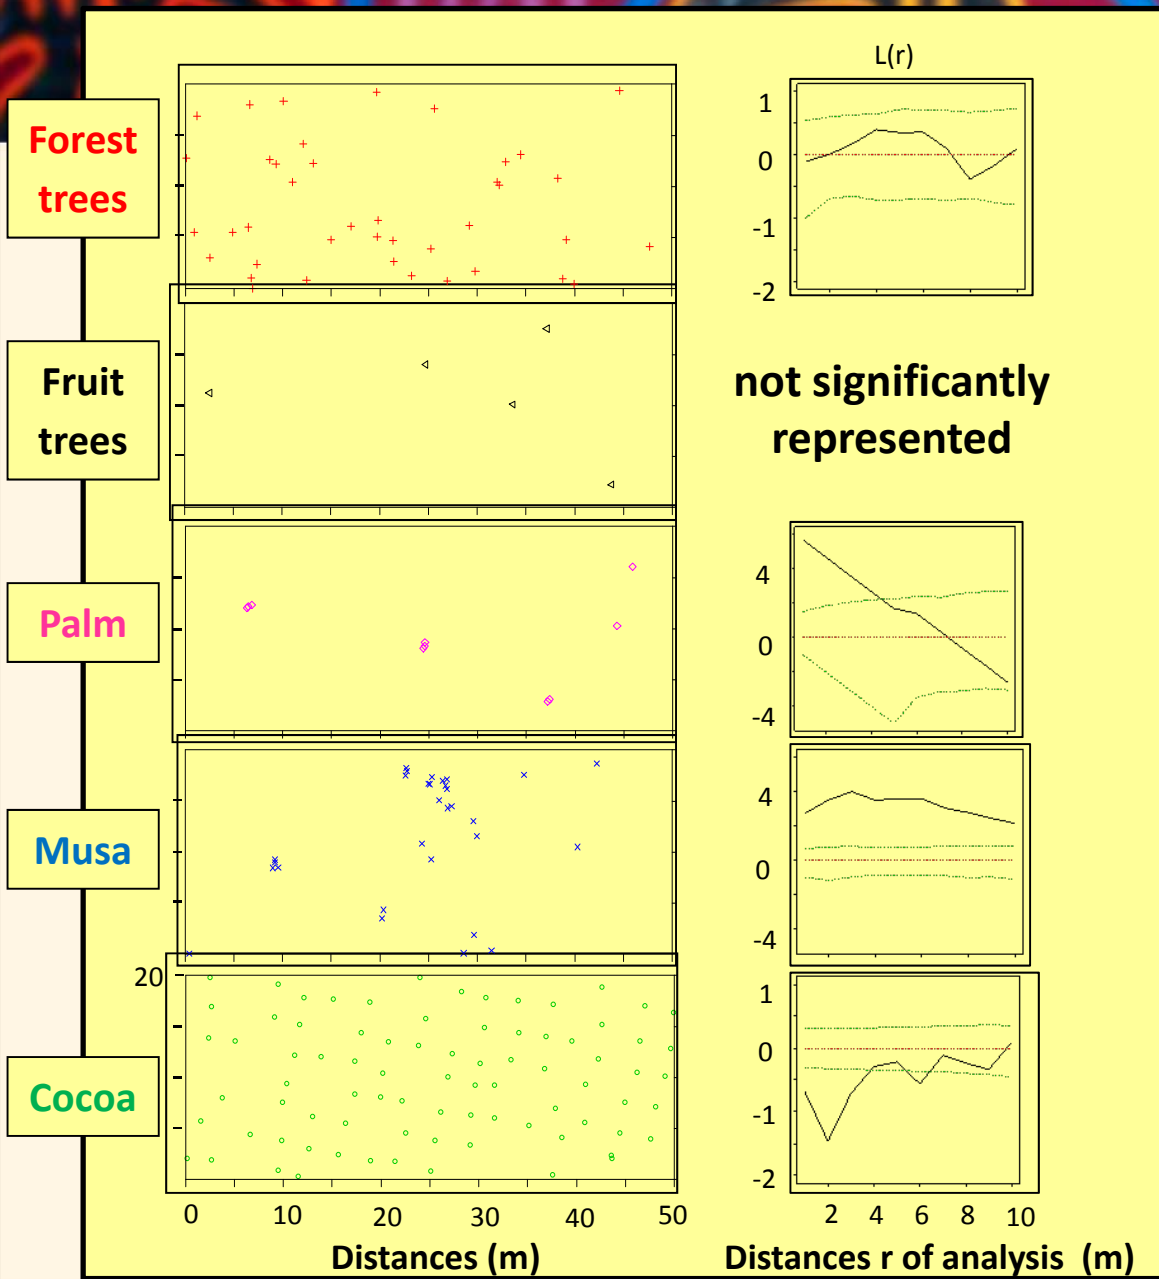 L(r)
Forest
trees
1
0
-1
-2
Fruit
trees
not significantly
represented
Palm
4
0
-4
Musa
4
0
-4
Cocoa
20
1
0
-1
-2
0 10 20 30 40 50
2 4 6 8 10
Distances (m)
Distances r of analysis (m)